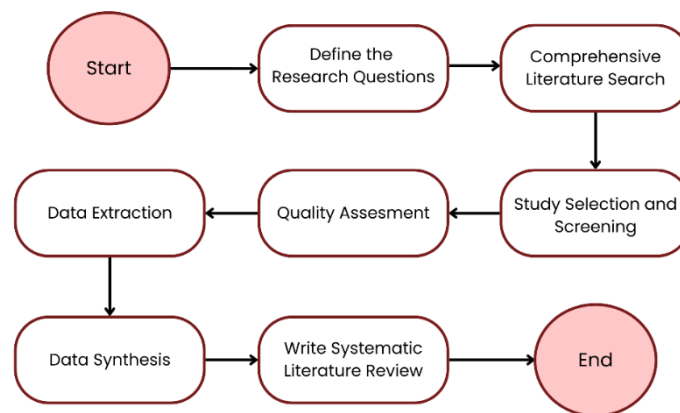 Start
Define the
Research Questions
Comprehensive
Literature Search
Study Selection and
Screening
Quality Assesment
Data Extraction
Data Synthesis
Write Systematic
Literature Review
End